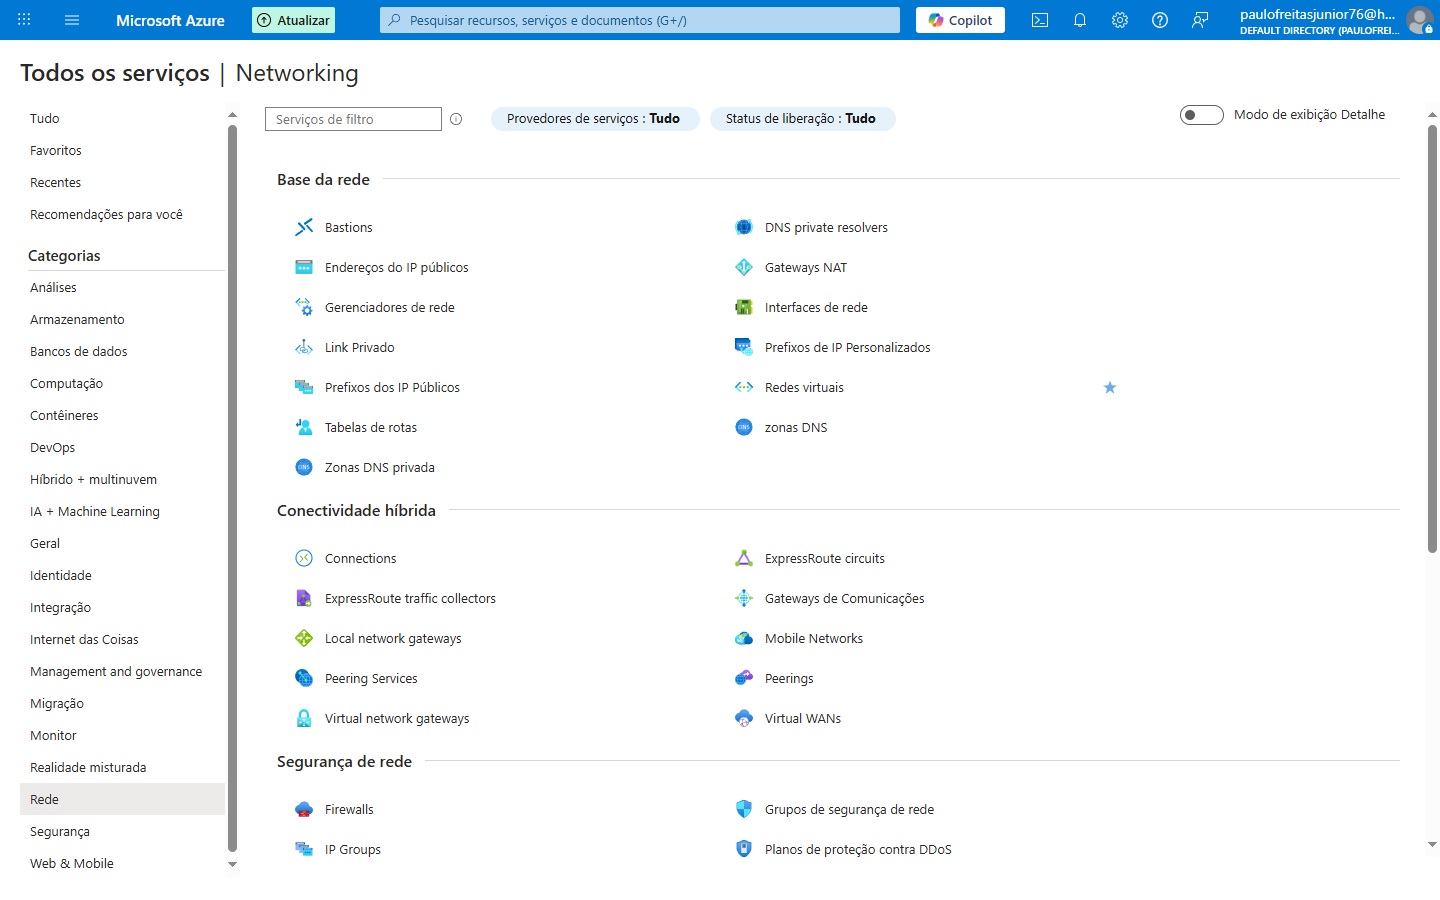 Microsoft Azure
Atualizar
Pesquisar recursos, serviços e documentos (G+/)
Copilot
paulofreitasjunior76@h...
DEFAULT DIRECTORY (PAULOFREI...
Todos os serviços | Networking
Tudo
Favoritos
Recentes
Recomendações para você
Categorias
Análises
Armazenamento
Bancos de dados
Computação
Contêineres
DevOps
Híbrido + multinuvem
IA + Machine Learning
Geral
Identidade
Integração
Internet das Coisas
Management and governance
Migração
Monitor
Realidade misturada
Rede
Segurança
Web & Mobile
Serviços de filtro
Provedores de serviços : Tudo
Status de liberação : Tudo
Modo de exibição Detalhe
Base da rede
Bastions
DNS private resolvers
Endereços do IP públicos
Gateways NAT
Gerenciadores de rede
Interfaces de rede
Link Privado
Prefixos de IP Personalizados
Prefixos dos IP Públicos
Redes virtuais
Tabelas de rotas
zonas DNS
Zonas DNS privada
Conectividade híbrida
Connections
ExpressRoute circuits
ExpressRoute traffic collectors
Gateways de Comunicações
Local network gateways
Mobile Networks
Peering Services
Peerings
Virtual network gateways
Virtual WANs
Segurança de rede
Firewalls
Grupos de segurança de rede
IP Groups
Planos de proteção contra DDoS